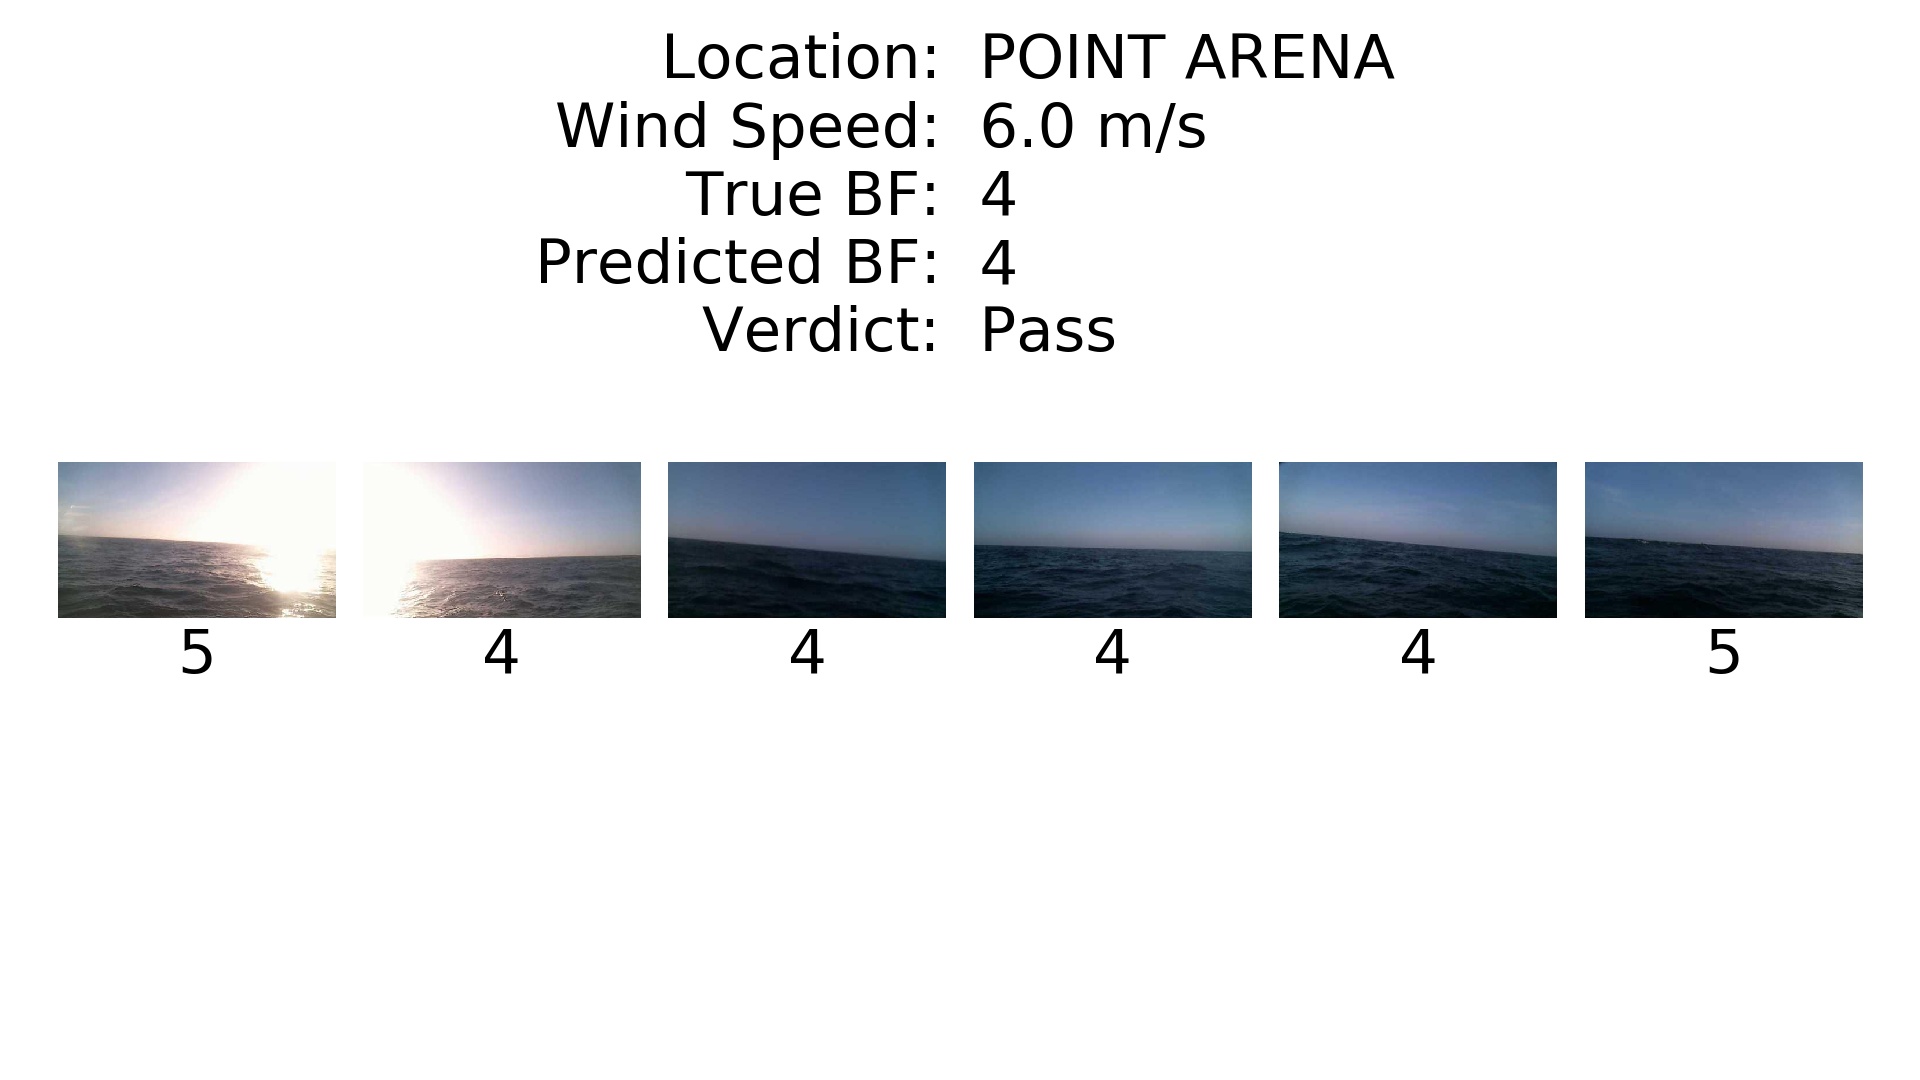 Location: POINT ARENA
Wind Speed: 6.0 m/s
True BF: 4
Predicted BF: 4
Verdict: Pass
5 4 4 4 4 5